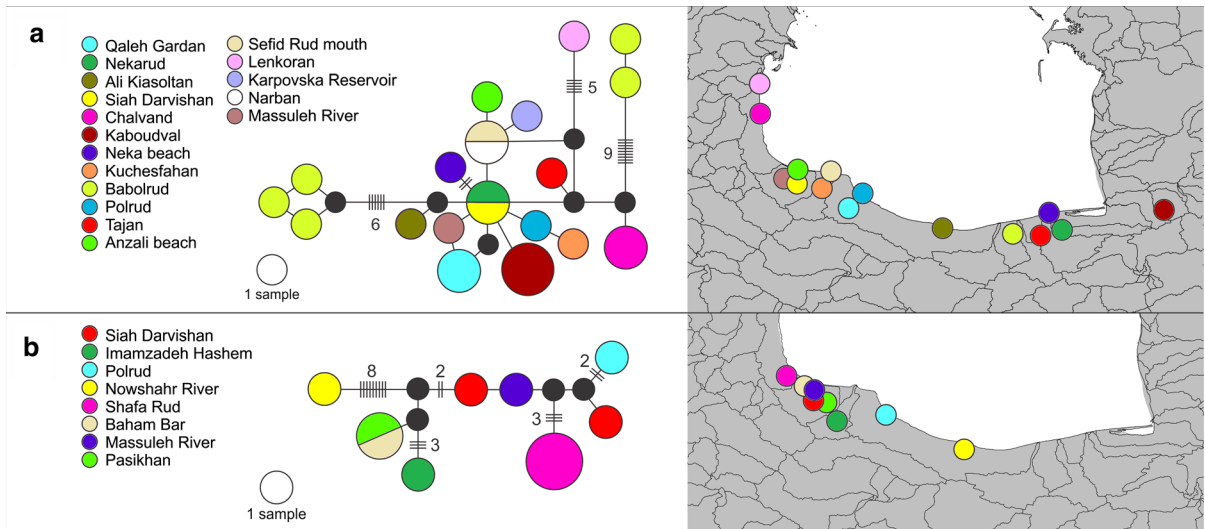 a
Qaleh Gardan
Nekarud
Ali Kiasoltan
Siah Darvishan
Chalvand
Kaboudval
Neka beach
Kuchesfahan
Babolrud
Polrud
Tajan
Anzali beach
Sefid Rud mouth
Lenkoran
Karpovska Reservoir
Narban
Massuleh River
5
9
6
1 sample
b
Siah Darvishan
Imamzadeh Hashem
Polrud
Nowshahr River
Shafa Rud
Baham Bar
Massuleh River
Pasikhan
8
2
2
3
3
1 sample